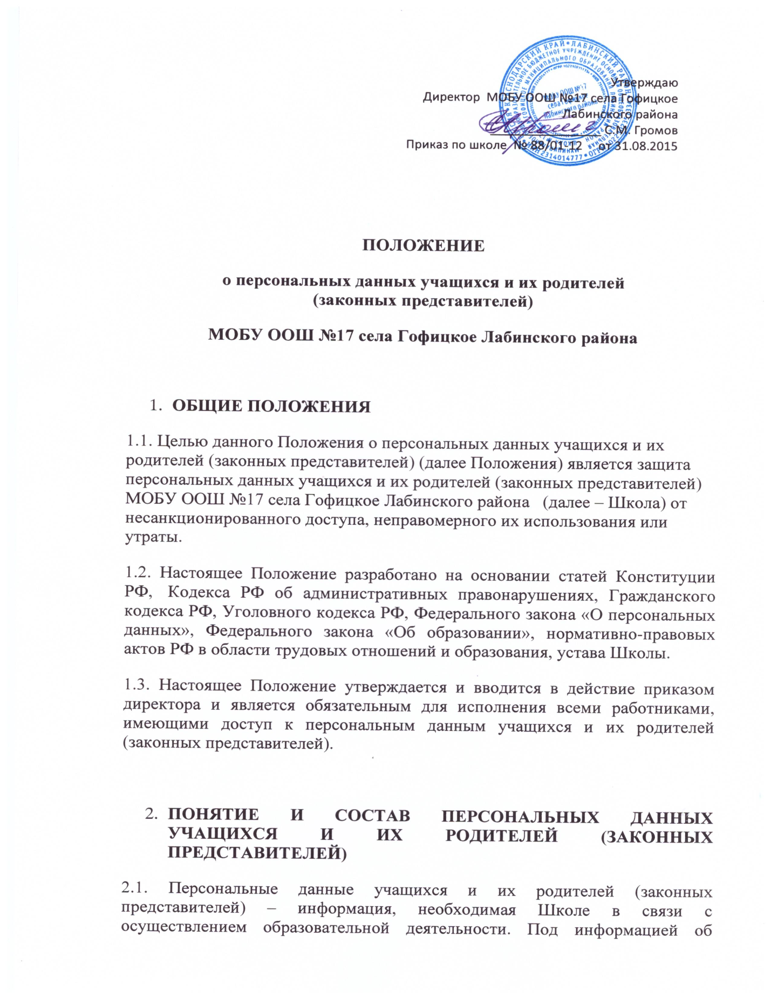 Утверждаю
Директор МОБУ ООШ №17 села Гофицкое
Лабинского района
С.М. Громов
Приказ по школе № 88/01-12 от 31.08.2015
КРАСНОДАРСКИЙ КРАЙ • ЛАБИНСКИЙ РАЙОН
МОБУ ООШ №17
села Гофицкое
Лабинского района
ИНН 2314014777
ПОЛОЖЕНИЕ
о персональных данных учащихся и их родителей
(законных представителей)
МОБУ ООШ №17 села Гофицкое Лабинского района
1. ОБЩИЕ ПОЛОЖЕНИЯ
1.1. Целью данного Положения о персональных данных учащихся и их
родителей (законных представителей) (далее Положения) является защита
персональных данных учащихся и их родителей (законных представителей)
МОБУ ООШ №17 села Гофицкое Лабинского района (далее – Школа) от
несанкционированного доступа, неправомерного их использования или
утраты.
1.2. Настоящее Положение разработано на основании статей Конституции
РФ, Кодекса РФ об административных правонарушениях, Гражданского
кодекса РФ, Уголовного кодекса РФ, Федерального закона «О персональных
данных», Федерального закона «Об образовании», нормативно-правовых
актов РФ в области трудовых отношений и образования, устава Школы.
1.3. Настоящее Положение утверждается и вводится в действие приказом
директора и является обязательным для исполнения всеми работниками,
имеющими доступ к персональным данным учащихся и их родителей
(законных представителей).
2. ПОНЯТИЕ И СОСТАВ ПЕРСОНАЛЬНЫХ ДАННЫХ
УЧАЩИХСЯ И ИХ РОДИТЕЛЕЙ (ЗАКОННЫХ
ПРЕДСТАВИТЕЛЕЙ)
2.1. Персональные данные учащихся и их родителей (законных
представителей) – информация, необходимая Школе в связи с
осуществлением образовательной деятельности. Под информацией об